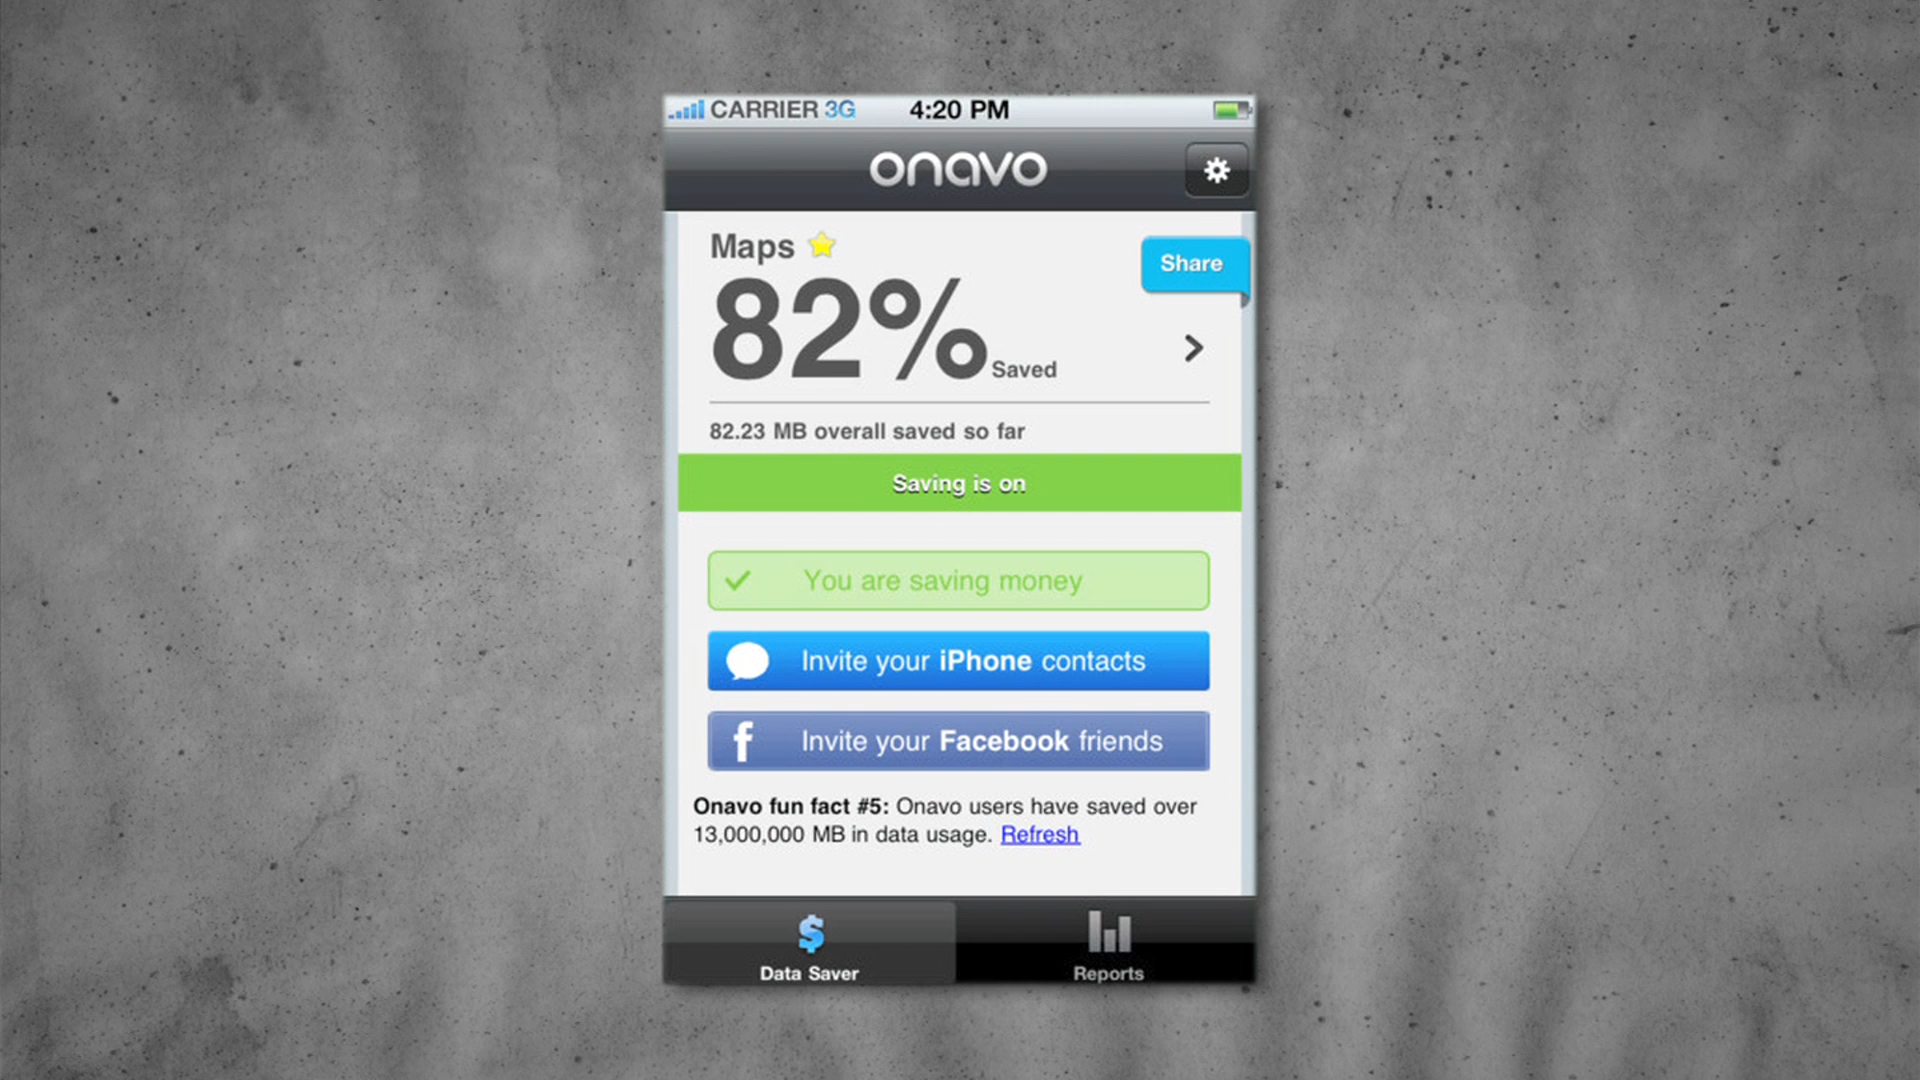 CARRIER 3G 4:20 PM
onavo
Maps
Share
82% Saved
82.23 MB overall saved so far
Saving is on
You are saving money
Invite your iPhone contacts
f Invite your Facebook friends
Onavo fun fact #5: Onavo users have saved over
13,000,000 MB in data usage. Refresh
$
Data Saver Reports